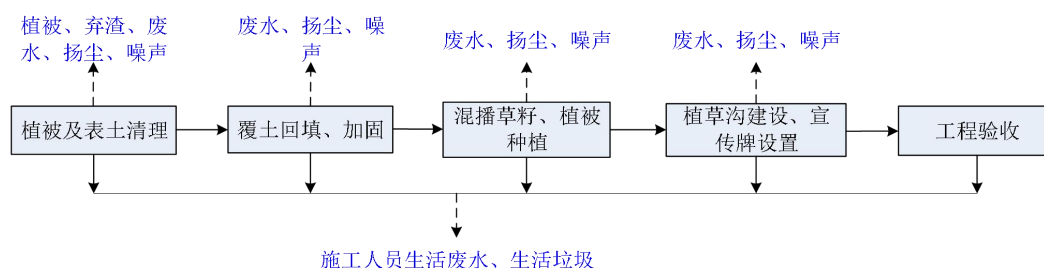 植被、弃渣、废
水、扬尘、噪声
废水、扬尘、噪
声
废水、扬尘、噪声
废水、扬尘、噪声
植被及表土清理
覆土回填、加固
混播草籽、植被
种植
植草沟建设、宣
传牌设置
工程验收
施工人员生活废水、生活垃圾